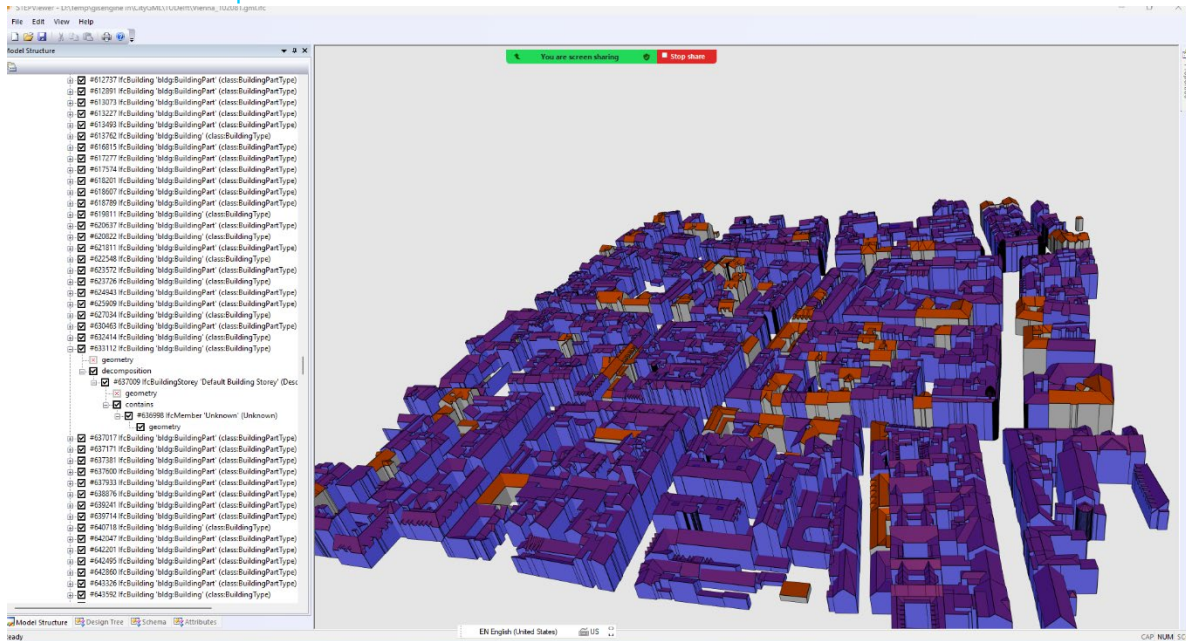 STEPViewer - D:\Temp\gisengine in\CityGML\TUDelft\Vienna_102081.gml.ifc
File Edit View Help
Model Structure
You are screen sharing Stop share
#612737 IfcBuilding 'bldg:BuildingPart' (class:BuildingPartType)
#612891 IfcBuilding 'bldg:BuildingPart' (class:BuildingPartType)
#613073 IfcBuilding 'bldg:BuildingPart' (class:BuildingPartType)
#613227 IfcBuilding 'bldg:BuildingPart' (class:BuildingPartType)
#613493 IfcBuilding 'bldg:BuildingPart' (class:BuildingPartType)
#613762 IfcBuilding 'bldg:Building' (class:BuildingType)
#616815 IfcBuilding 'bldg:BuildingPart' (class:BuildingPartType)
#617277 IfcBuilding 'bldg:BuildingPart' (class:BuildingPartType)
#617574 IfcBuilding 'bldg:BuildingPart' (class:BuildingPartType)
#618201 IfcBuilding 'bldg:BuildingPart' (class:BuildingPartType)
#618607 IfcBuilding 'bldg:BuildingPart' (class:BuildingPartType)
#618789 IfcBuilding 'bldg:BuildingPart' (class:BuildingPartType)
#619811 IfcBuilding 'bldg:Building' (class:BuildingType)
#620637 IfcBuilding 'bldg:BuildingPart' (class:BuildingPartType)
#620822 IfcBuilding 'bldg:Building' (class:BuildingType)
#621811 IfcBuilding 'bldg:BuildingPart' (class:BuildingPartType)
#622548 IfcBuilding 'bldg:BuildingPart' (class:BuildingPartType)
#623572 IfcBuilding 'bldg:BuildingPart' (class:BuildingPartType)
#623726 IfcBuilding 'bldg:Building' (class:BuildingType)
#624943 IfcBuilding 'bldg:BuildingPart' (class:BuildingPartType)
#625909 IfcBuilding 'bldg:BuildingPart' (class:BuildingPartType)
#627034 IfcBuilding 'bldg:Building' (class:BuildingType)
#630463 IfcBuilding 'bldg:BuildingPart' (class:BuildingPartType)
#632414 IfcBuilding 'bldg:Building' (class:BuildingType)
#633112 IfcBuilding 'bldg:Building' (class:BuildingType)
geometry
decomposition
#637009 IfcBuildingStorey 'Default Building Storey' (Desc
geometry
contains
#636998 IfcMember 'Unknown' (Unknown)
geometry
#637017 IfcBuilding 'bldg:BuildingPart' (class:BuildingPartType)
#637171 IfcBuilding 'bldg:BuildingPart' (class:BuildingPartType)
#637381 IfcBuilding 'bldg:BuildingPart' (class:BuildingPartType)
#637600 IfcBuilding 'bldg:BuildingPart' (class:BuildingPartType)
#637933 IfcBuilding 'bldg:BuildingPart' (class:BuildingPartType)
#638876 IfcBuilding 'bldg:BuildingPart' (class:BuildingPartType)
#639241 IfcBuilding 'bldg:BuildingPart' (class:BuildingPartType)
#639714 IfcBuilding 'bldg:BuildingPart' (class:BuildingPartType)
#640718 IfcBuilding 'bldg:Building' (class:BuildingType)
#642047 IfcBuilding 'bldg:BuildingPart' (class:BuildingPartType)
#642201 IfcBuilding 'bldg:BuildingPart' (class:BuildingPartType)
#642495 IfcBuilding 'bldg:BuildingPart' (class:BuildingPartType)
#642860 IfcBuilding 'bldg:BuildingPart' (class:BuildingPartType)
#643326 IfcBuilding 'bldg:BuildingPart' (class:BuildingPartType)
#643592 IfcBuilding 'bldg:Building' (class:BuildingType)
Model Structure Design Tree Schema Attributes
EN English (United States) US
eady CAP NUM SC